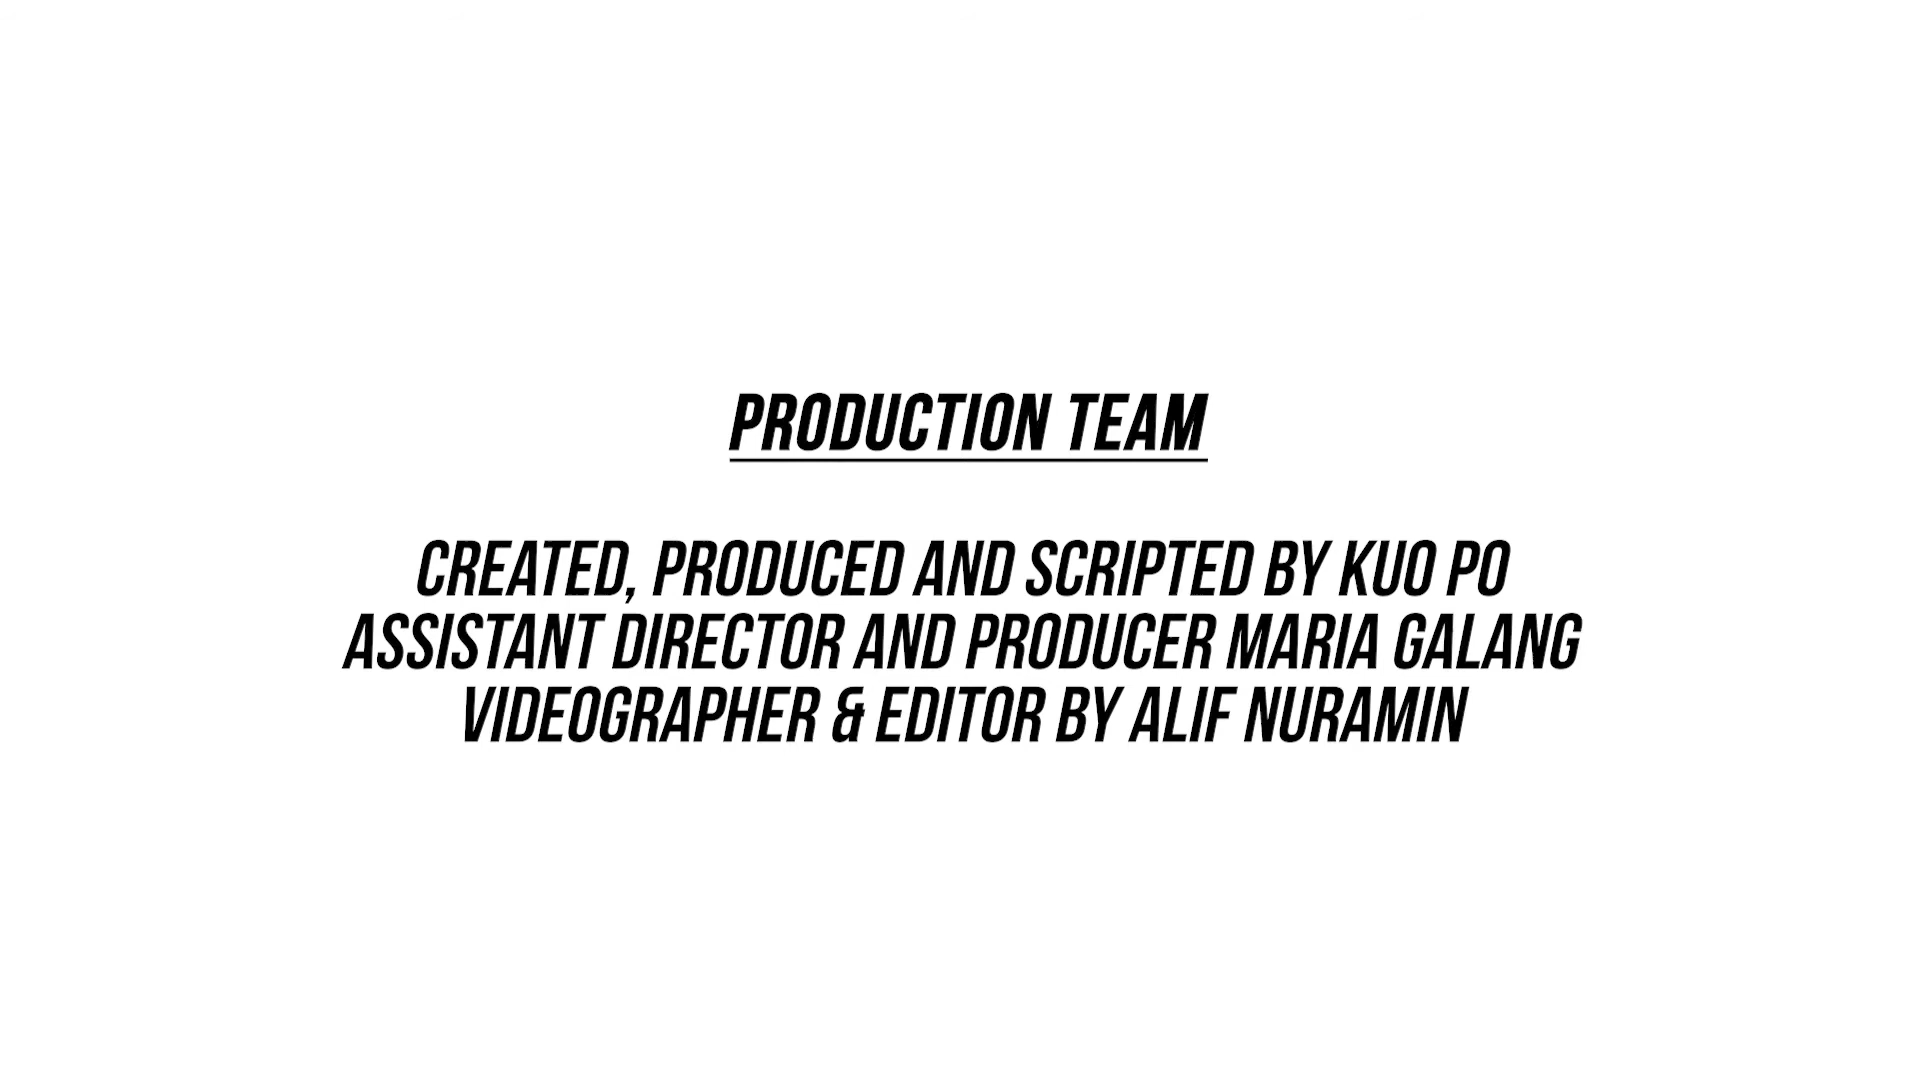 PRODUCTION TEAM
CREATED, PRODUCED AND SCRIPTED BY KUO PO
ASSISTANT DIRECTOR AND PRODUCER MARIA GALANG
VIDEOGRAPHER & EDITOR BY ALIF NURAMIN